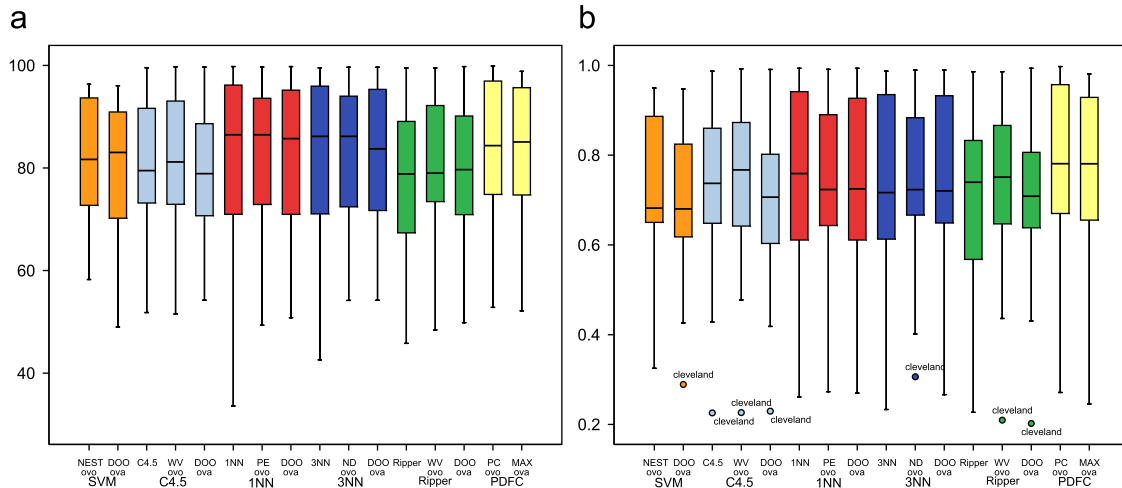 a
100
80
60
40
NEST DOO C4.5 WV DOO 1NN PE DOO 3NN ND DOO Ripper WV DOO PC MAX
ovo ova ovo ova ovo ova ovo ova ovo ova ovo ova
SVM C4.5 1NN 3NN Ripper PDFC
b
1.0
0.8
0.6
0.4
0.2
cleveland
cleveland
cleveland
cleveland
cleveland
cleveland
cleveland
NEST DOO C4.5 WV DOO 1NN PE DOO 3NN ND DOO Ripper WV DOO PC MAX
ovo ova ovo ova ovo ova ovo ova ovo ova ovo ova
SVM C4.5 1NN 3NN Ripper PDFC